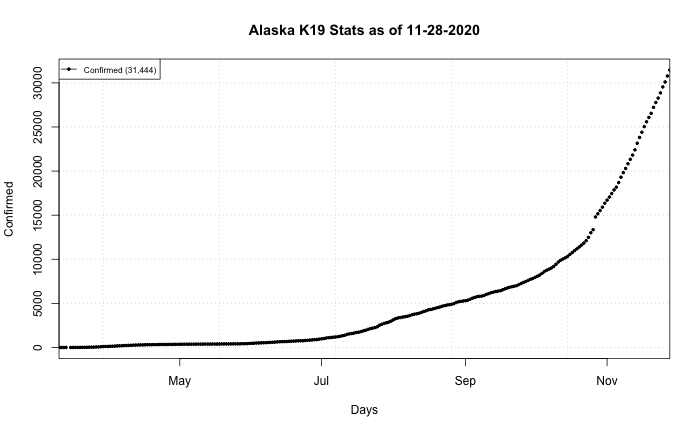 Alaska K19 Stats as of 11-28-2020
Confirmed (31,444)
Confirmed
30000
25000
20000
15000
10000
5000
0
May Jul Sep Nov
Days